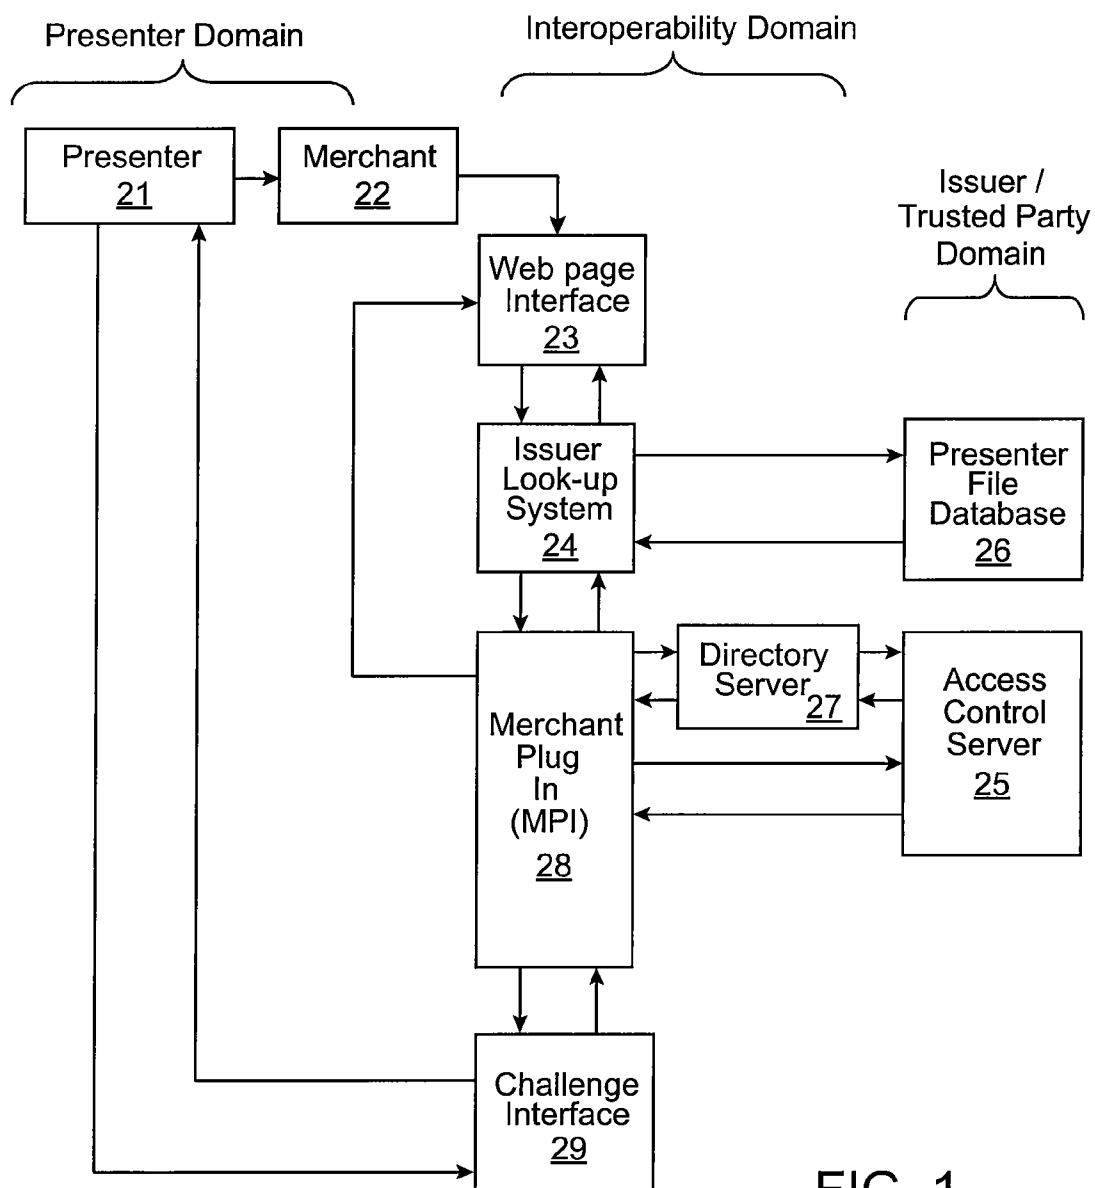 Presenter Domain
Interoperability Domain
Presenter
21
Merchant
22
Issuer /
Trusted Party
Domain
Web page
Interface
23
Issuer
Look-up
System
24
Presenter
File
Database
26
Directory
Server
27
Access
Control
Server
25
Merchant
Plug
In
(MPI)
28
Challenge
Interface
29
FIG. 1